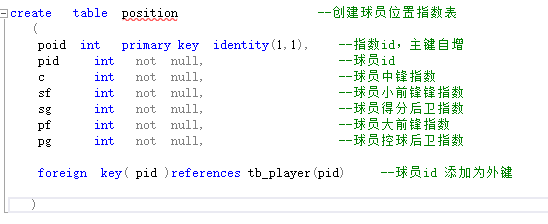 create table position --创建球员位置指数表
(
poid int primary key identity(1,1), --指数id，主键自增
pid int not null, --球员id
c int not null, --球员中锋指数
sf int not null, --球员小前锋锋指数
sg int not null, --球员得分后卫指数
pf int not null, --球员大前锋指数
pg int not null, --球员控球后卫指数
foreign key( pid )references tb_player(pid) --球员id 添加为外键
)